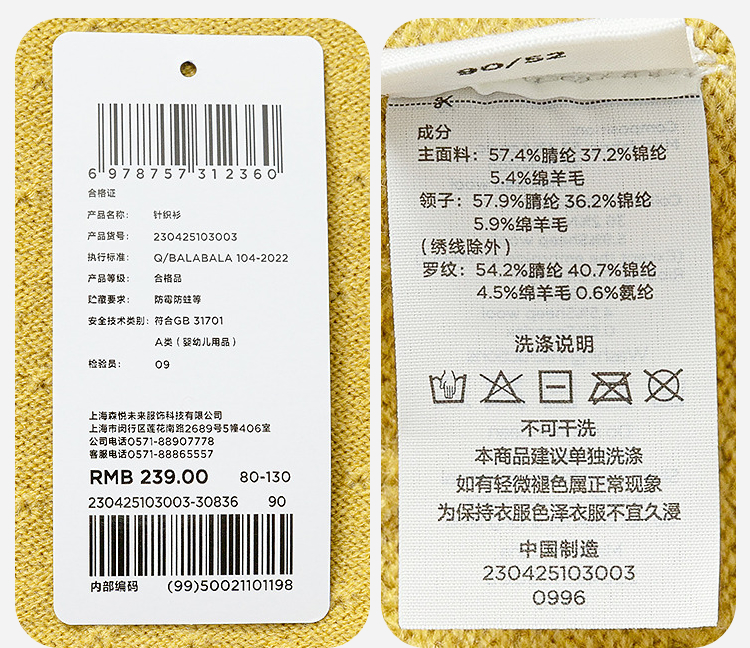 6 978757 312360
合格证
产品名称: 针织衫
产品货号: 230425103003
执行标准: Q/BALABALA 104-2022
产品等级: 合格品
贮藏要求: 防霉防蛀等
安全技术类别: 符合GB 31701
A类（婴幼儿用品）
检验员: 09
上海森悦未来服饰科技有限公司
上海市闵行区莲花南路2689号5幢406室
公司电话0571-88907778
客服电话0571-88865557
RMB 239.00 80-130
230425103003-30836 90
内部编码 (99)50021101198
90/52
成分
主面料: 57.4%腈纶 37.2%锦纶
5.4%绵羊毛
领子: 57.9%腈纶 36.2%锦纶
5.9%绵羊毛
（绣线除外）
罗纹: 54.2%腈纶 40.7%锦纶
4.5%绵羊毛 0.6%氨纶
洗涤说明
不可干洗
本商品建议单独洗涤
如有轻微褪色属正常现象
为保持衣服色泽衣服不宜久浸
中国制造
230425103003
0996